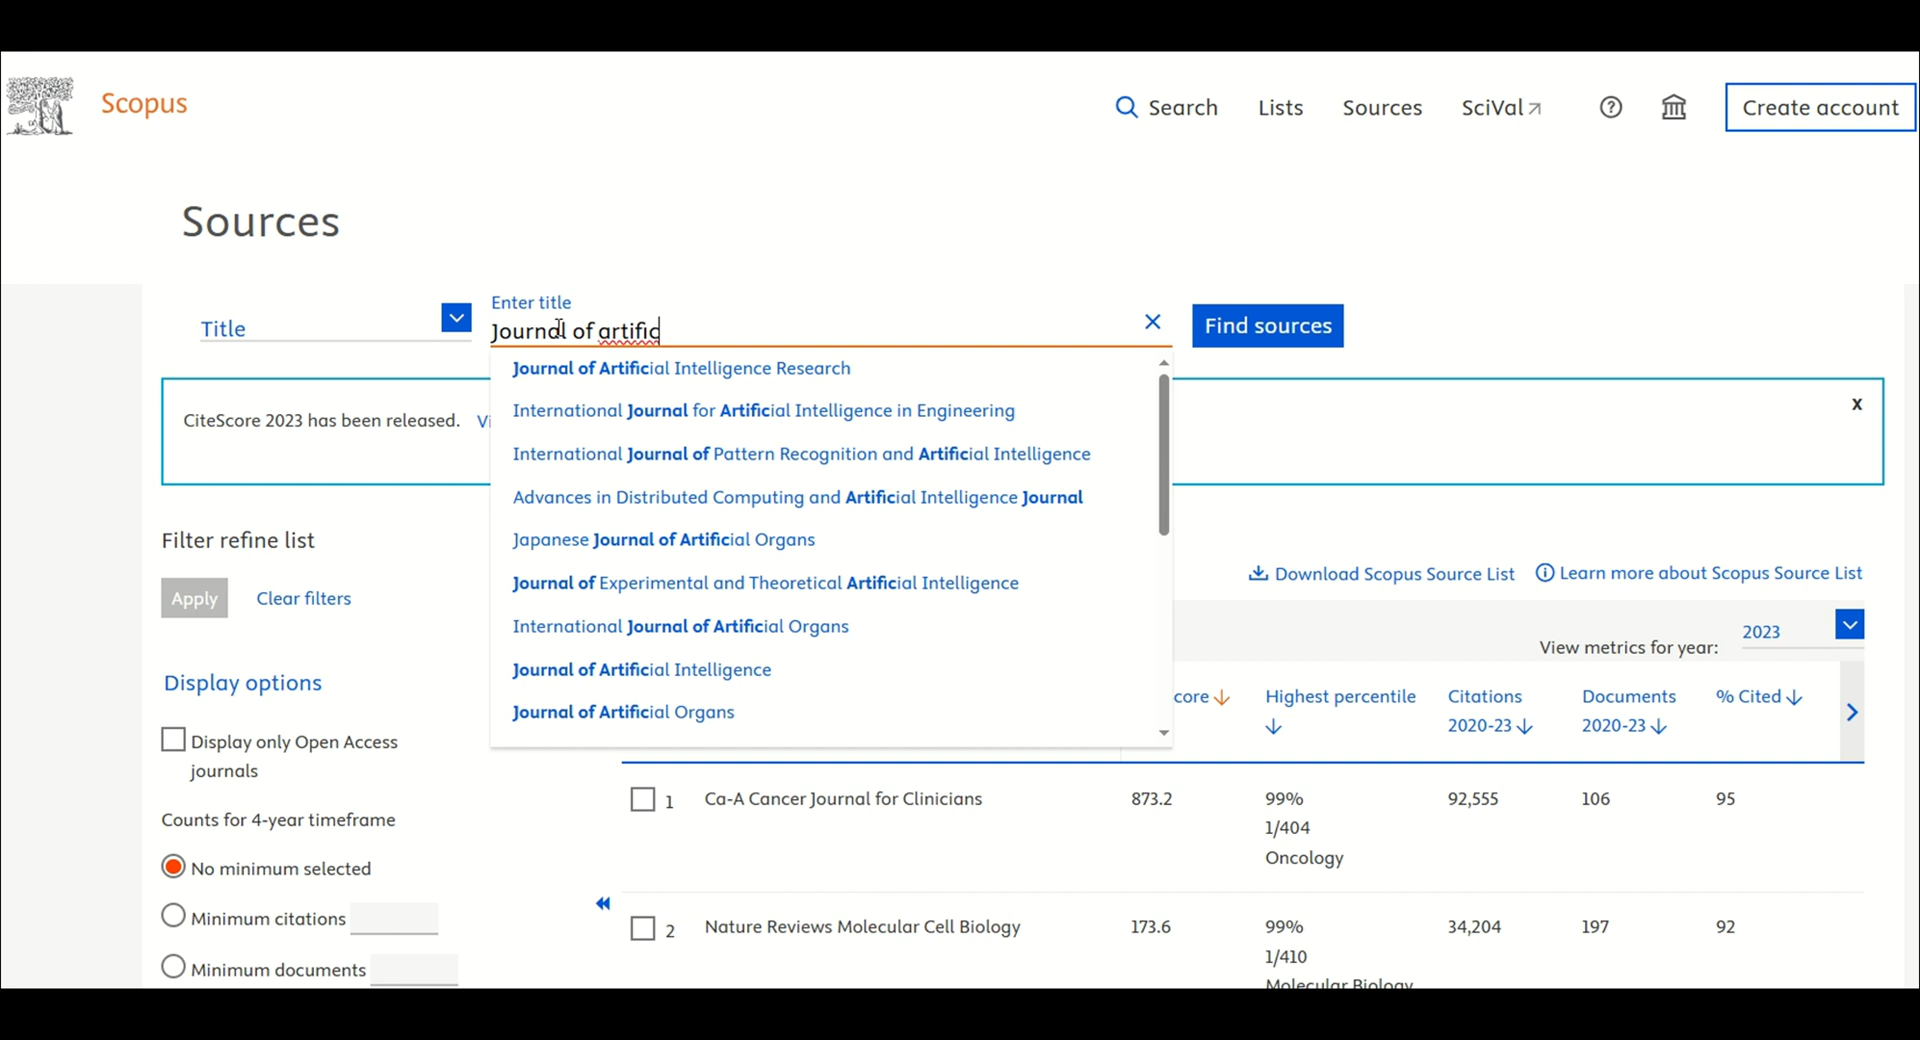 Scopus
Search
Lists
Sources
SciVal
Create account
Sources
Title
Enter title
Journal of artific
Find sources
Journal of Artificial Intelligence Research
International Journal for Artificial Intelligence in Engineering
International Journal of Pattern Recognition and Artificial Intelligence
Advances in Distributed Computing and Artificial Intelligence Journal
Japanese Journal of Artificial Organs
Journal of Experimental and Theoretical Artificial Intelligence
International Journal of Artificial Organs
Journal of Artificial Intelligence
Journal of Artificial Organs
CiteScore 2023 has been released. Vi
x
Filter refine list
Apply
Clear filters
Display options
Display only Open Access
journals
Counts for 4-year timeframe
No minimum selected
Minimum citations
Minimum documents
Download Scopus Source List
Learn more about Scopus Source List
View metrics for year:
2023
core
Highest percentile
Citations
2020-23
Documents
2020-23
% Cited
1
Ca-A Cancer Journal for Clinicians
873.2
99%
1/404
Oncology
92,555
106
95
2
Nature Reviews Molecular Cell Biology
173.6
99%
1/410
Molecular Biology
34,204
197
92